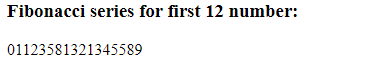 Fibonacci series for first 12 number:
01123581321345589